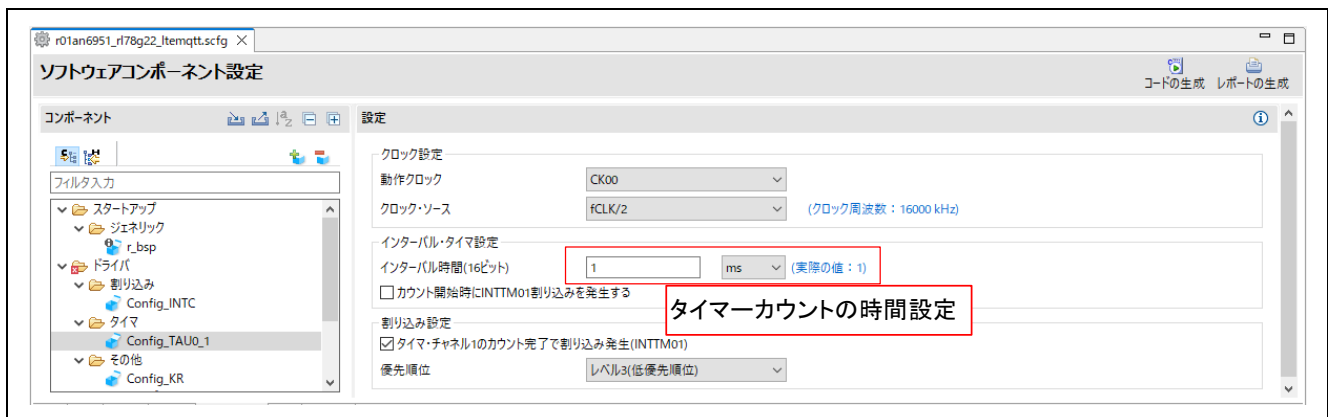 r01an6951_rl78g22_ltemqtt.scfg
ソフトウェアコンポーネント設定
コードの生成 レポートの生成
コンポーネント
設定
フィルタ入力
スタートアップ
ジェネリック
r_bsp
ドライバ
割り込み
Config_INTC
タイマ
Config_TAU0_1
その他
Config_KR
クロック設定
動作クロック CK00
クロック・ソース fCLK/2 (クロック周波数：16000 kHz)
インターバル・タイマ設定
インターバル時間(16ビット) 1 ms (実際の値：1)
カウント開始時にINTTM01割り込みを発生する
タイマーカウントの時間設定
割り込み設定
タイマ・チャネル1のカウント完了で割り込み発生(INTTM01)
優先順位 レベル3(低優先順位)